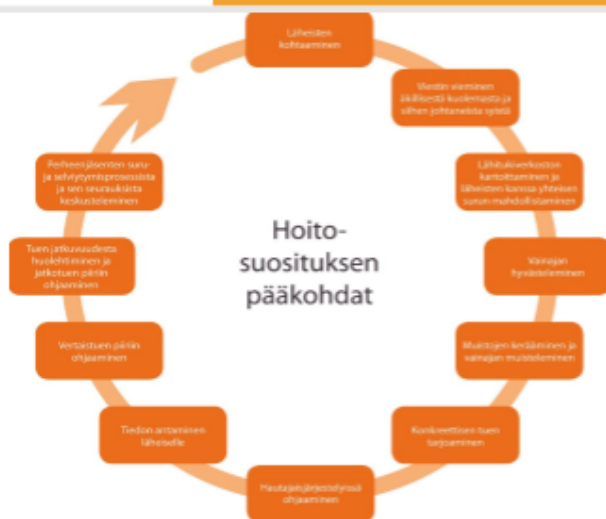 Läheisten
kohtaaminen
Viestin vieminen
äkillisestä kuolemasta ja
siihen johtaneista syistä
Lähitukiverkoston
kartoittaminen ja
läheisten kanssa yhteisen
surun mahdollistaminen
Vainajan
hyvästeleminen
Muistojen kerääminen ja
vainajan muisteleminen
Konkreettisen tuen
tarjoaminen
Hautajaisjärjestelyissä
ohjaaminen
Tiedon antaminen
läheiselle
Vertaistuen piiriin
ohjaaminen
Tuen jatkuvuudesta
huolehtiminen ja
jatkotuen piiriin
ohjaaminen
Perheenjäsenten suru-
ja selviytymisprosessista
ja sen seurauksista
keskusteleminen
Hoito-
suosituksen
pääkohdat